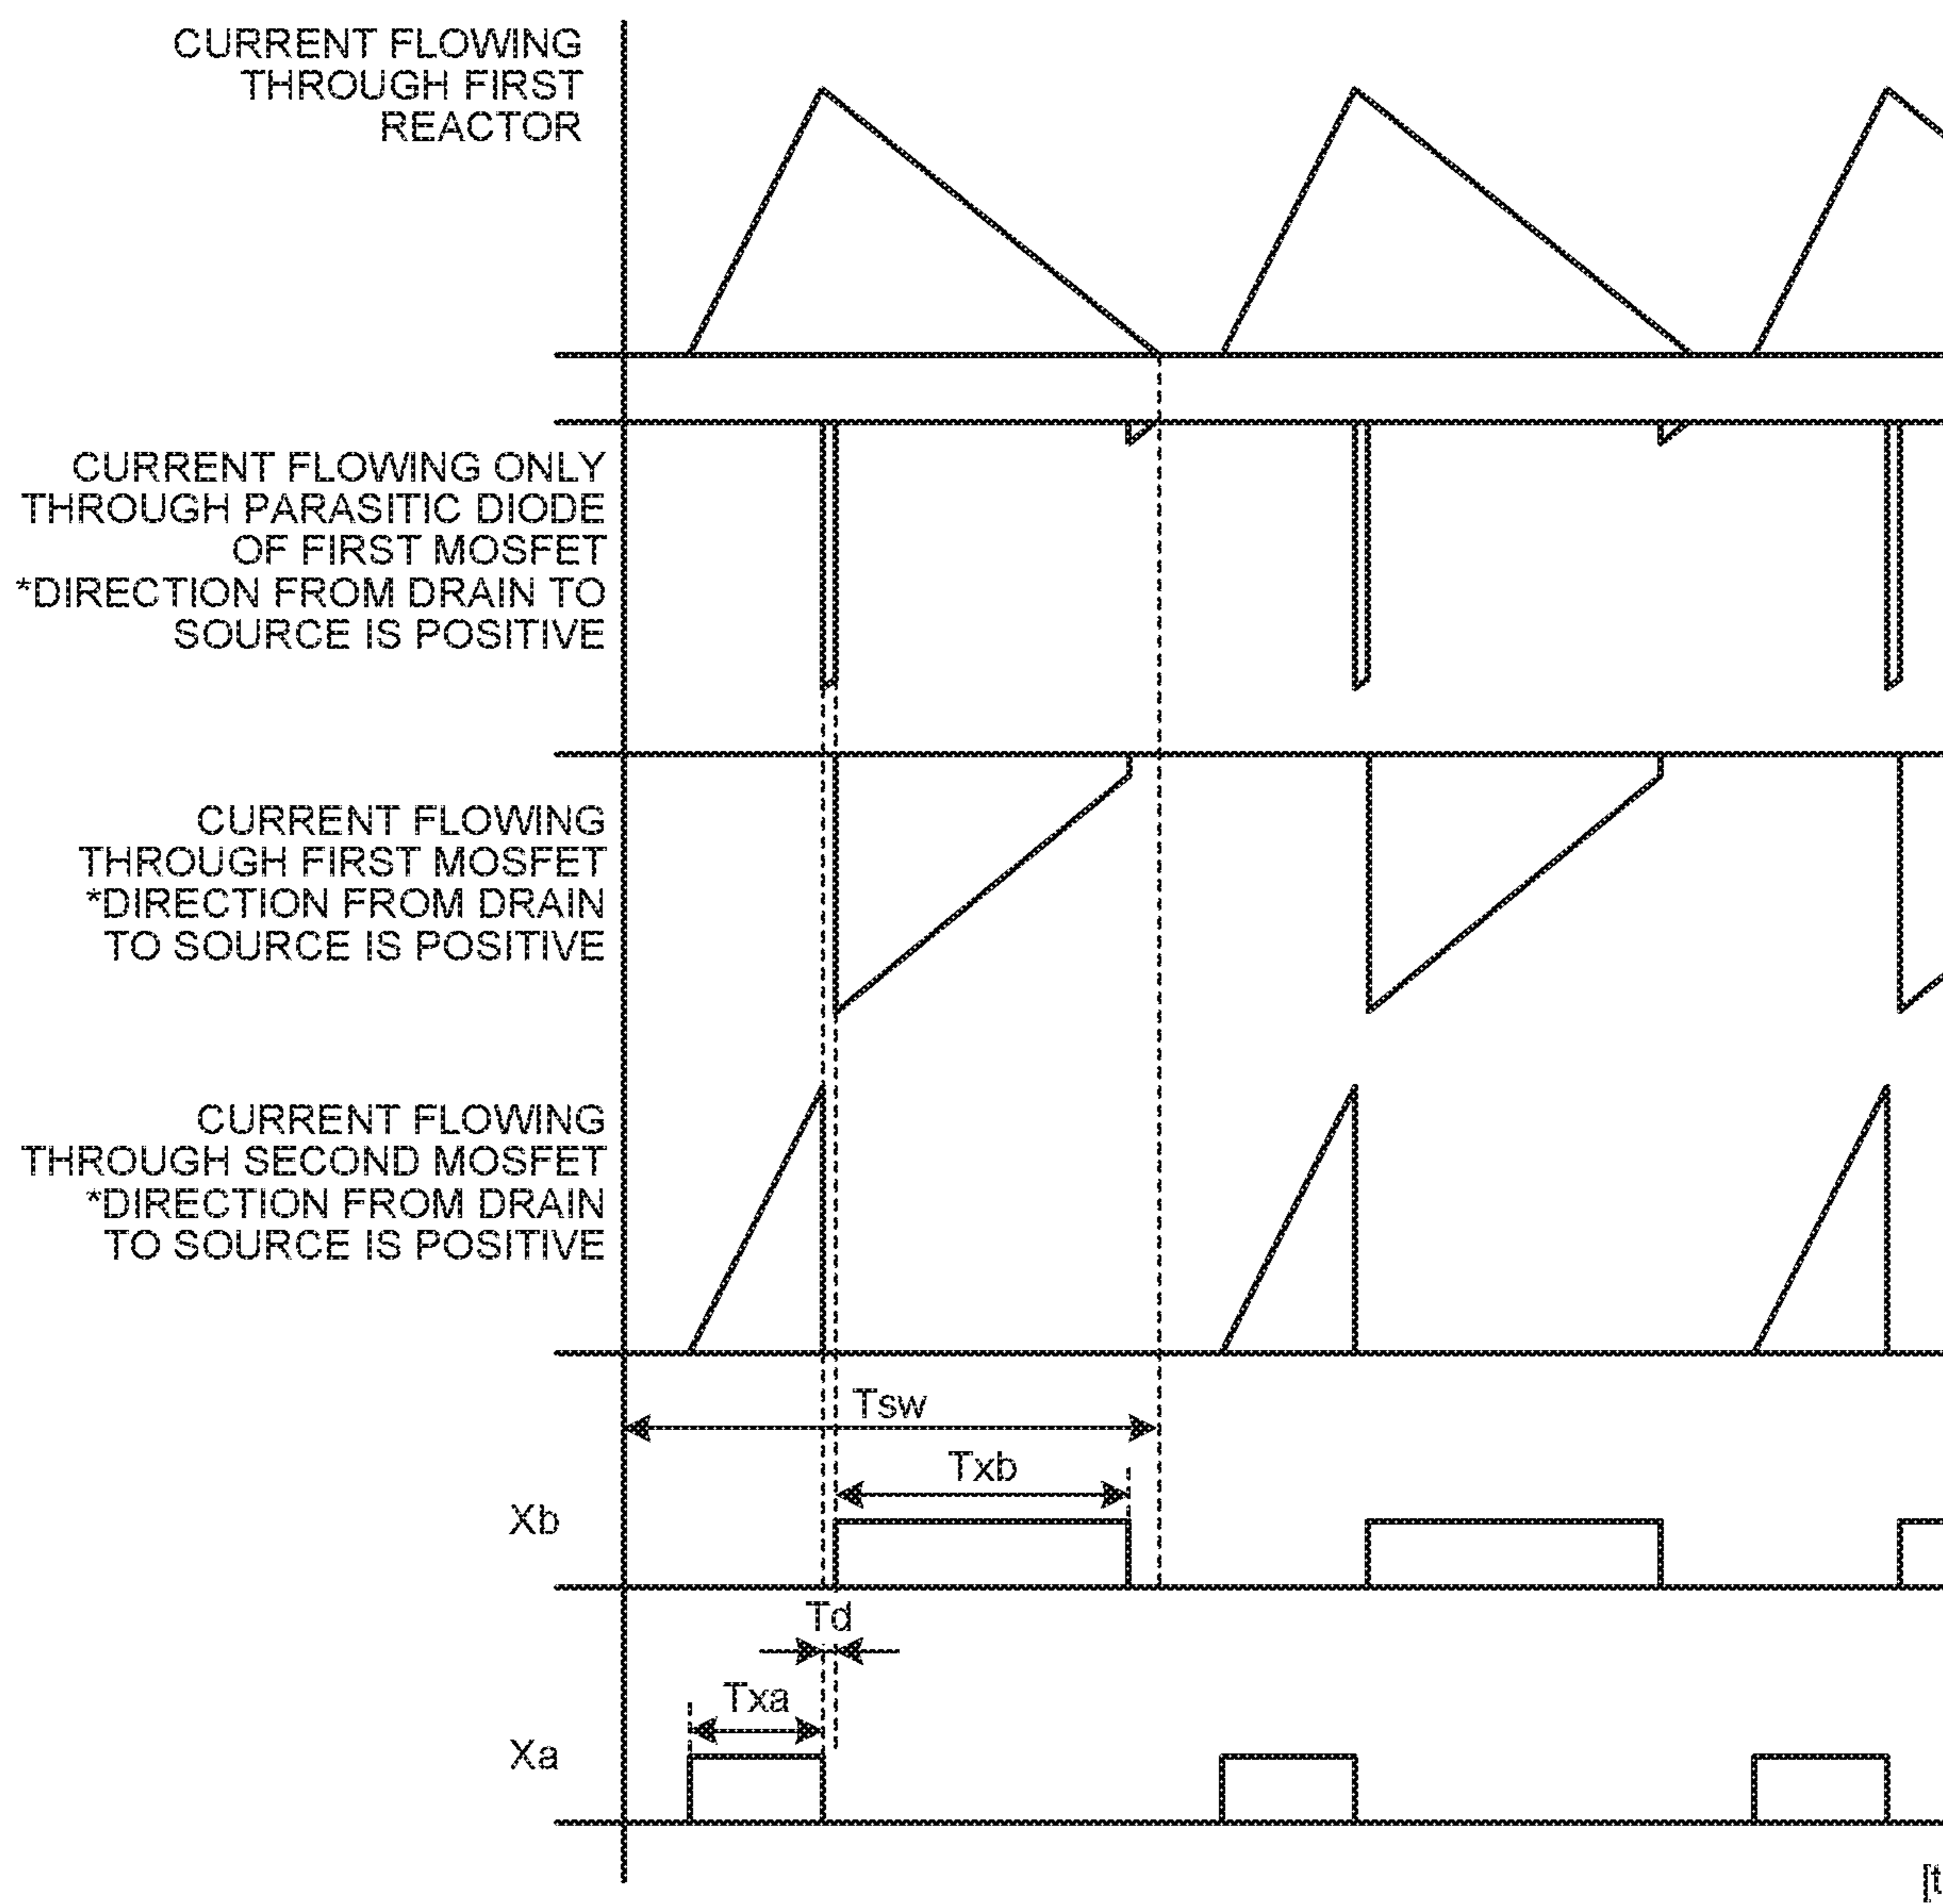 CURRENT FLOWING
THROUGH FIRST
REACTOR
CURRENT FLOWING ONLY
THROUGH PARASITIC DIODE
OF FIRST MOSFET
*DIRECTION FROM DRAIN TO
SOURCE IS POSITIVE
CURRENT FLOWING
THROUGH FIRST MOSFET
*DIRECTION FROM DRAIN
TO SOURCE IS POSITIVE
CURRENT FLOWING
THROUGH SECOND MOSFET
*DIRECTION FROM DRAIN
TO SOURCE IS POSITIVE
Tsw
Txb
Xb
Td
Txa
Xa
[t